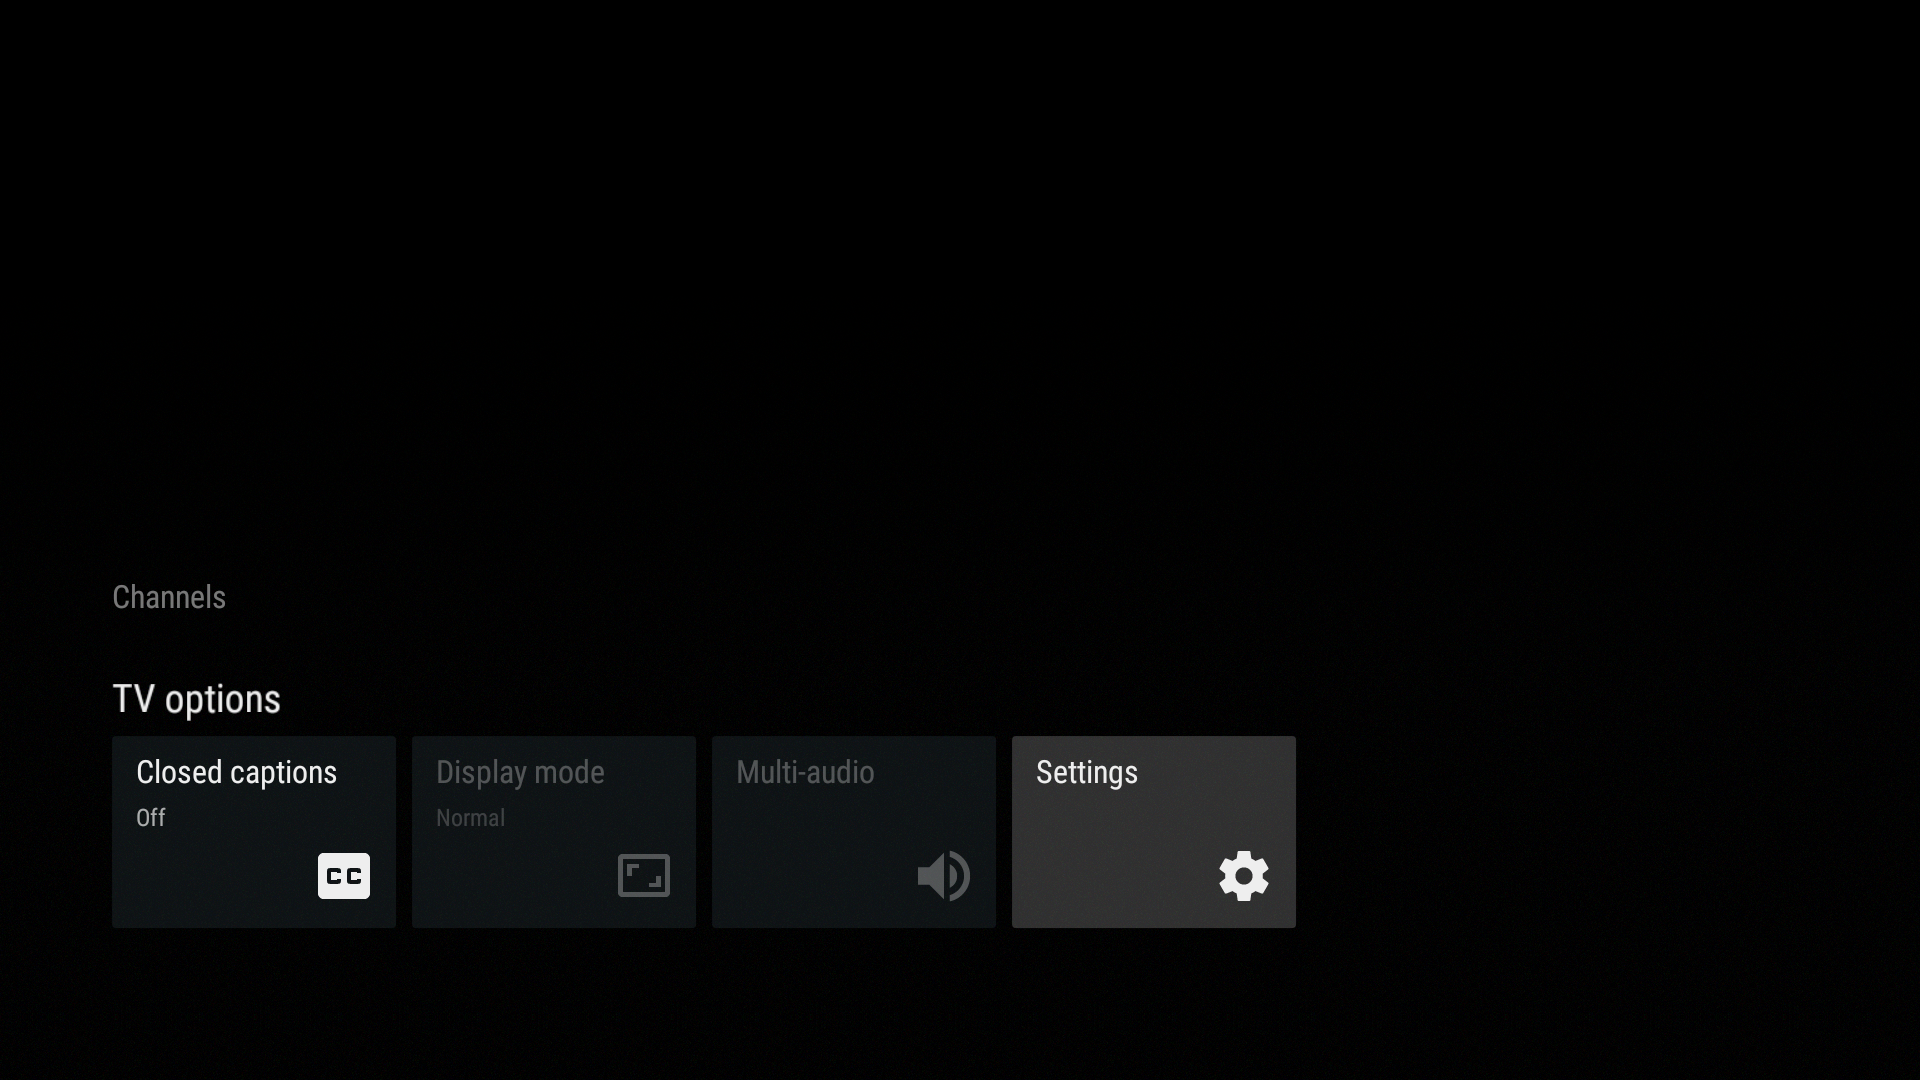 Channels
TV options
Closed captions
Off
CC
Display mode
Normal
Multi-audio
Settings